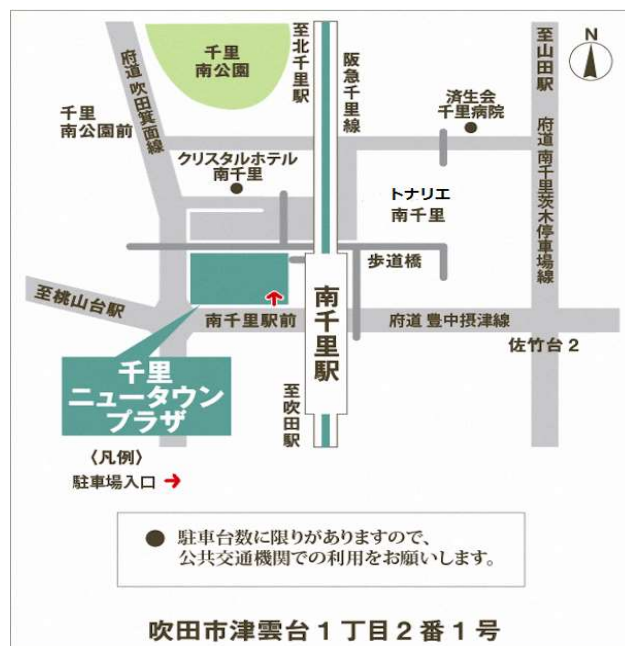 N
千里
南公園
至北千里駅
阪急千里線
至山田駅
府道 吹田箕面線
千里
南公園前
済生会
千里病院
クリスタルホテル
南千里
トナリエ
南千里
府道 南千里茨木停車場線
歩道橋
至桃山台駅
南千里駅前
南千里駅
府道 豊中摂津線
佐竹台2
千里
ニュータウン
プラザ
至吹田駅
〈凡例〉
駐車場入口
● 駐車台数に限りがありますので、
公共交通機関での利用をお願いします。
吹田市津雲台1丁目2番1号